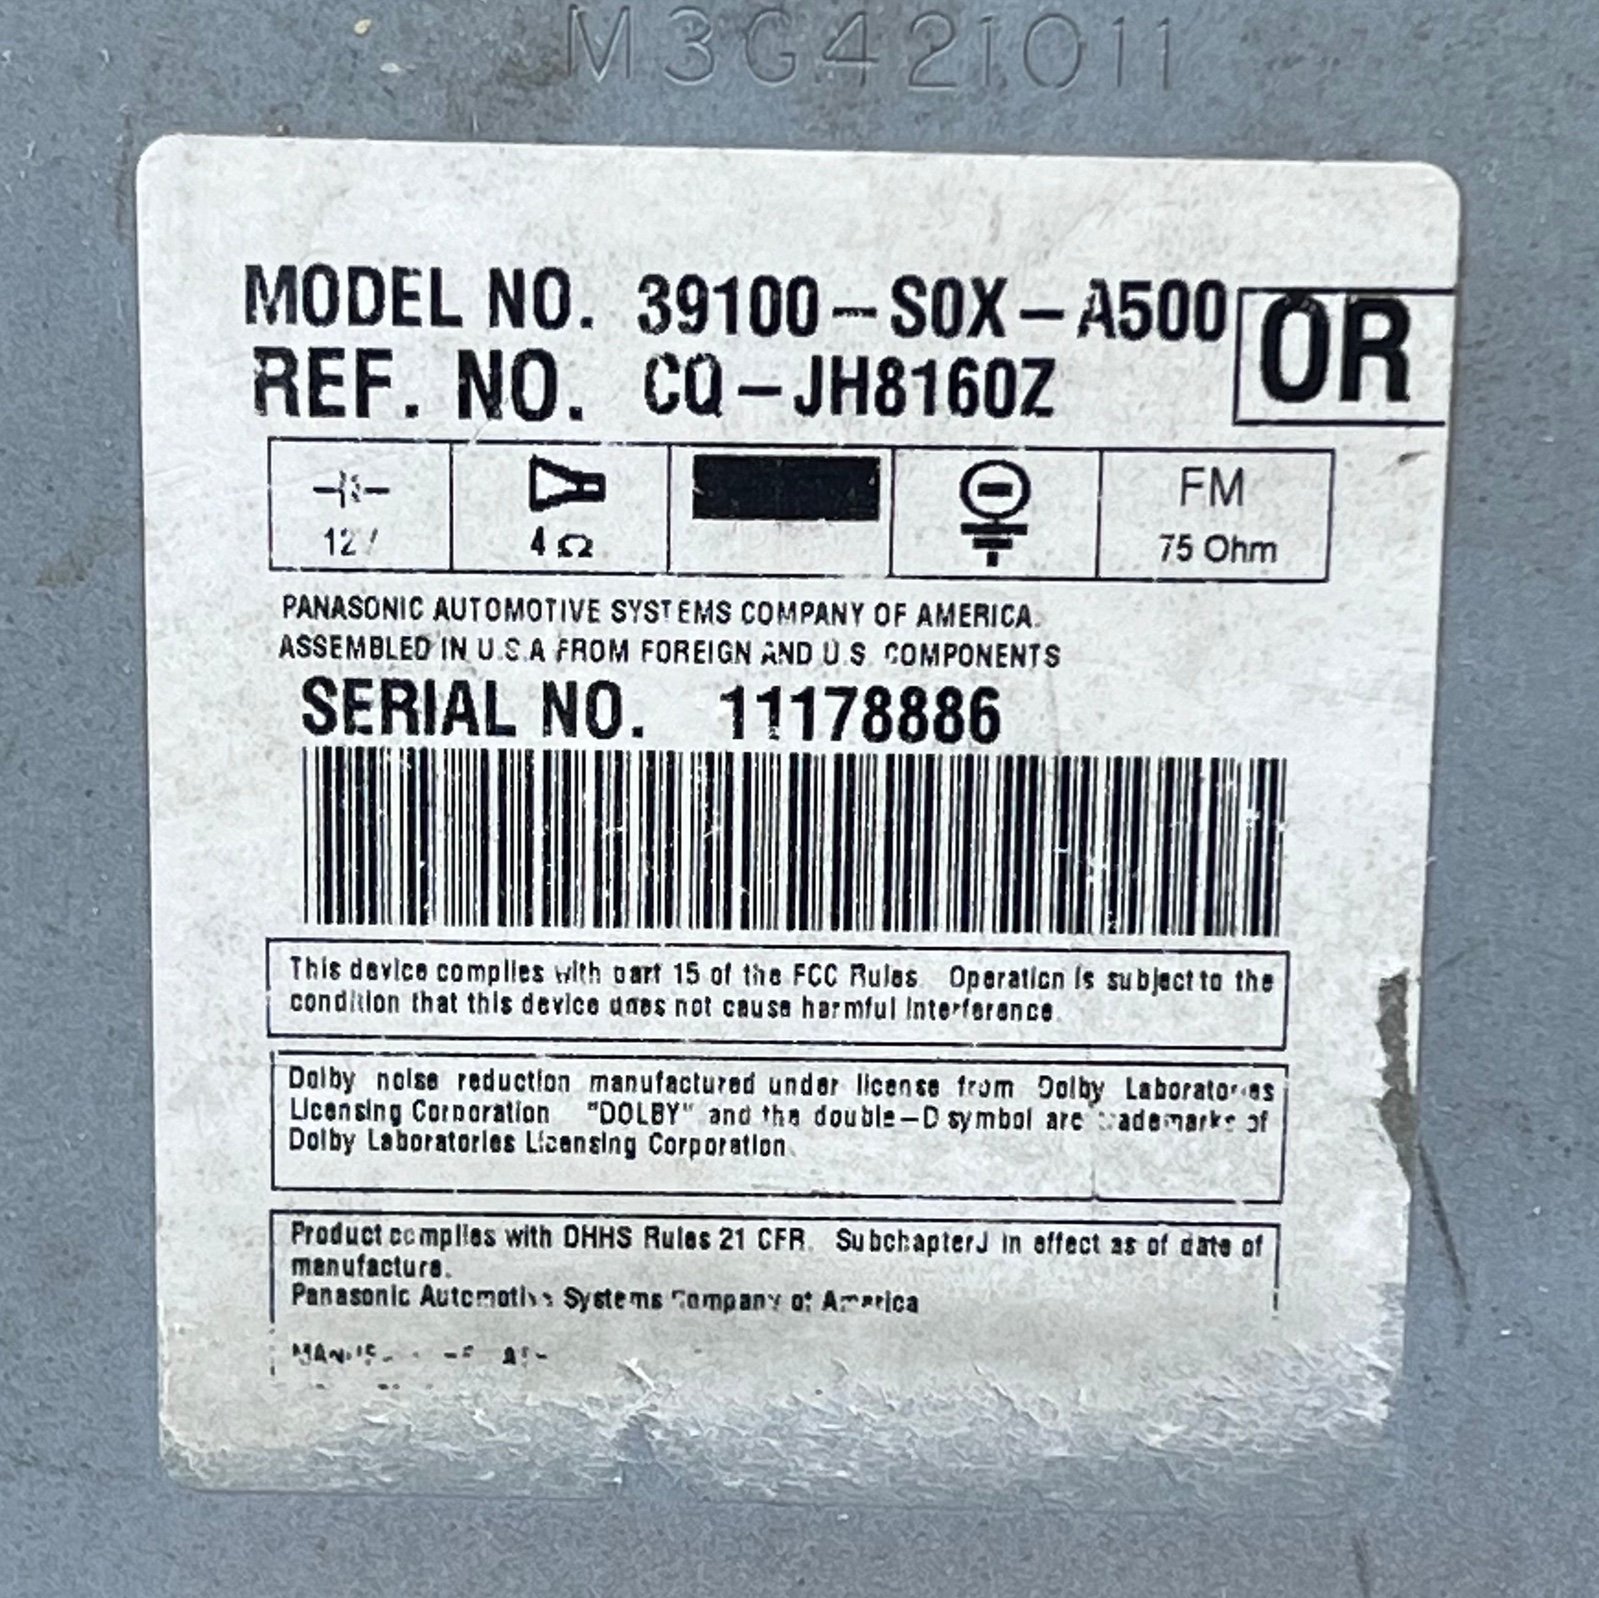 M3G421011
MODEL NO. 39100-S0X-A500
OR
REF. NO. CQ-JH8160Z
12
4 Ω
FM
75 Ohm
PANASONIC AUTOMOTIVE SYSTEMS COMPANY OF AMERICA.
ASSEMBLED IN U.S.A FROM FOREIGN AND U.S. COMPONENTS
SERIAL NO. 11178886
This device complies with part 15 of the FCC Rules. Operation is subject to the
condition that this device does not cause harmful interference.
Dolby noise reduction manufactured under license from Dolby Laboratories
Licensing Corporation "DOLBY" and the double-D symbol are trademarks of
Dolby Laboratories Licensing Corporation.
Product complies with DHHS Rules 21 CFR. Subchapter J in effect as of date of
manufacture.
Panasonic Automotive Systems Company of America